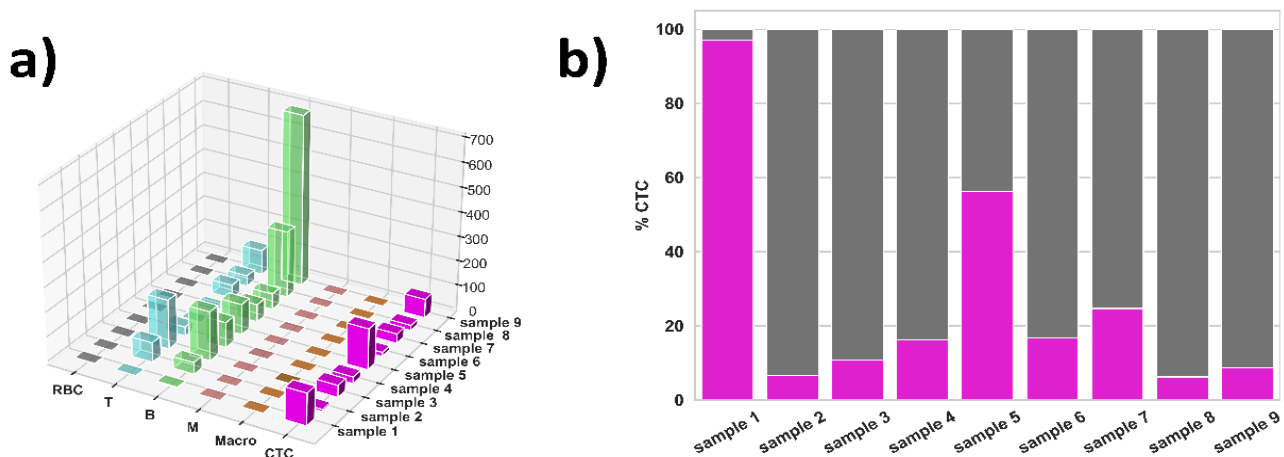 a)
700
600
500
400
300
200
100
0
sample 9
sample 8
sample 7
sample 6
sample 5
sample 4
sample 3
sample 2
sample 1
RBC
T
B
M
Macro
CTC
b)
100
80
60
40
20
0
% CTC
sample 1 sample 2 sample 3 sample 4 sample 5 sample 6 sample 7 sample 8 sample 9